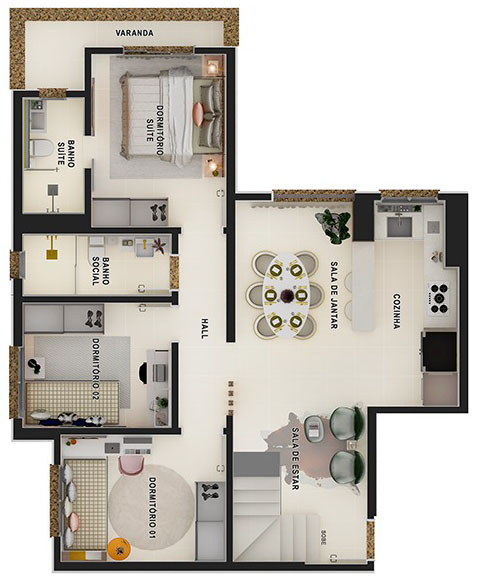 VARANDA
DORMITÓRIO
SUÍTE
BANHO
SUÍTE
BANHO
SOCIAL
SALA DE JANTAR
COZINHA
HALL
DORMITÓRIO 02
SALA DE ESTAR
DORMITÓRIO 01
SOBE